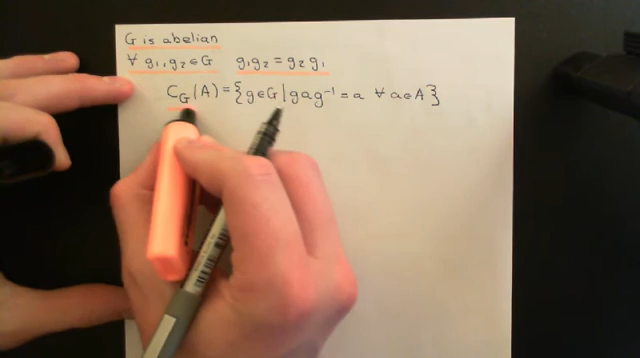 G is abelian
∀ g₁, g₂ ∈ G g₁g₂ = g₂g₁
C_G(A) = {g ∈ G | gag⁻¹ = a ∀ a ∈ A}